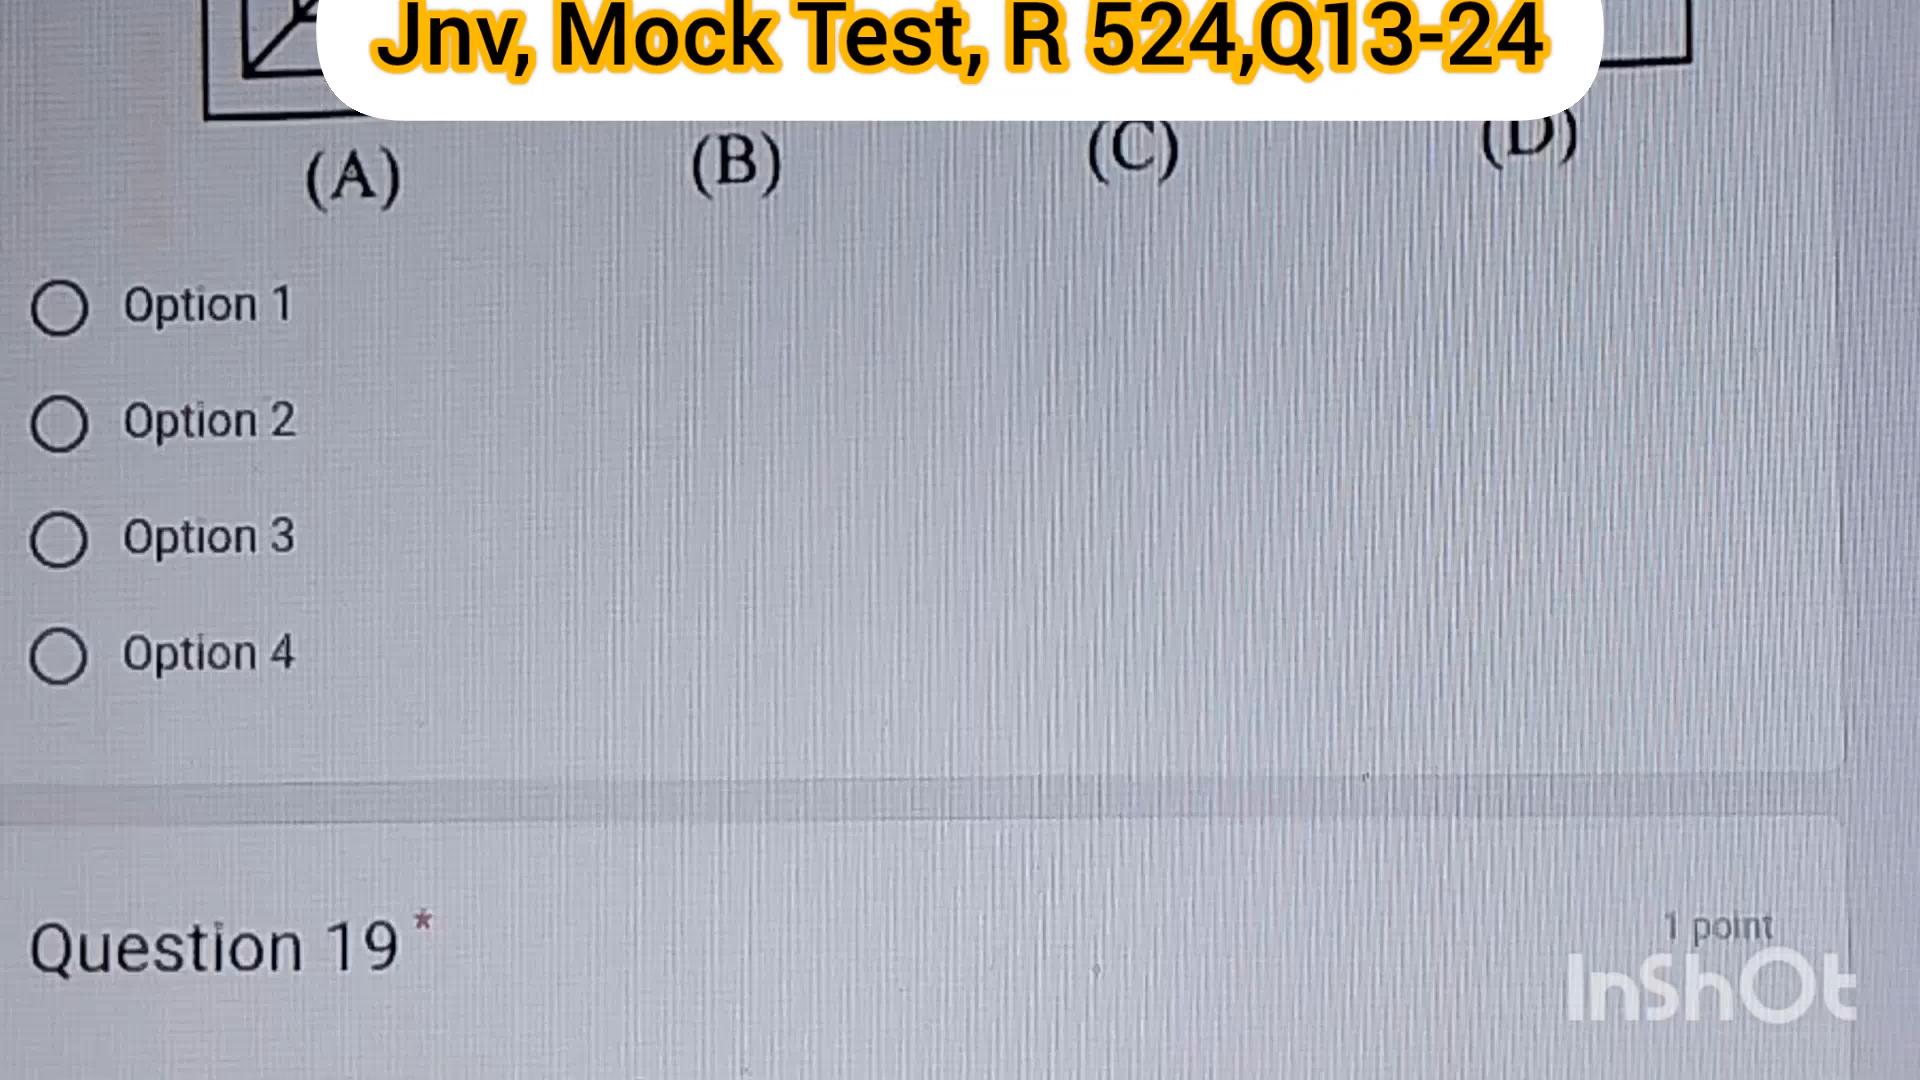 Jnv, Mock Test, R 524,Q13-24
(A) (B) (C) (D)
Option 1
Option 2
Option 3
Option 4
Question 19 *
1 point
InShOt